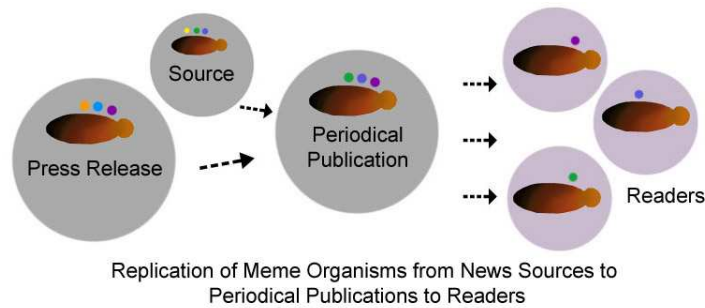 Source
Press Release
Periodical
Publication
Readers
Replication of Meme Organisms from News Sources to
Periodical Publications to Readers